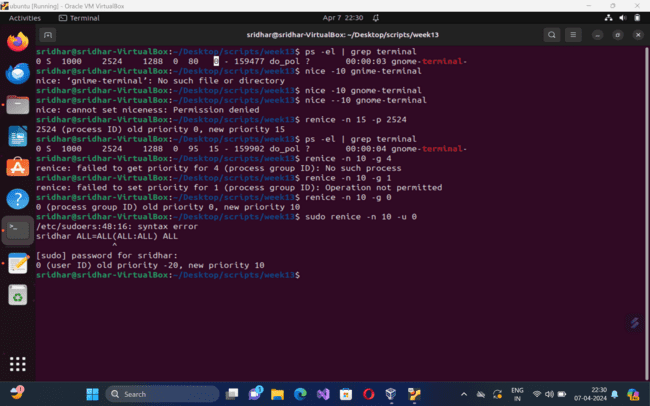 ubuntu [Running] - Oracle VM VirtualBox
Activities
Terminal
Apr 7 22:30
sridhar@sridhar-VirtualBox: ~/Desktop/scripts/week13
sridhar@sridhar-VirtualBox:~/Desktop/scripts/week13$ ps -el | grep terminal
0 S 1000 2524 1288 0 80 0 - 159477 do_pol ? 00:00:03 gnome-terminal-
sridhar@sridhar-VirtualBox:~/Desktop/scripts/week13$ nice -10 gnime-terminal
nice: ‘gnime-terminal’: No such file or directory
sridhar@sridhar-VirtualBox:~/Desktop/scripts/week13$ nice -10 gnome-terminal
sridhar@sridhar-VirtualBox:~/Desktop/scripts/week13$ nice --10 gnome-terminal
nice: cannot set niceness: Permission denied
sridhar@sridhar-VirtualBox:~/Desktop/scripts/week13$ renice -n 15 -p 2524
2524 (process ID) old priority 0, new priority 15
sridhar@sridhar-VirtualBox:~/Desktop/scripts/week13$ ps -el | grep terminal
0 S 1000 2524 1288 0 95 15 - 159902 do_pol ? 00:00:04 gnome-terminal-
sridhar@sridhar-VirtualBox:~/Desktop/scripts/week13$ renice -n 10 -g 4
renice: failed to get priority for 4 (process group ID): No such process
sridhar@sridhar-VirtualBox:~/Desktop/scripts/week13$ renice -n 10 -g 1
renice: failed to set priority for 1 (process group ID): Operation not permitted
sridhar@sridhar-VirtualBox:~/Desktop/scripts/week13$ renice -n 10 -g 0
0 (process group ID) old priority 0, new priority 10
sridhar@sridhar-VirtualBox:~/Desktop/scripts/week13$ sudo renice -n 10 -u 0
/etc/sudoers:48:16: syntax error
sridhar ALL=ALL(ALL:ALL) ALL
^
[sudo] password for sridhar:
0 (user ID) old priority -20, new priority 10
sridhar@sridhar-VirtualBox:~/Desktop/scripts/week13$
Search
ENG
IN
22:30
07-04-2024